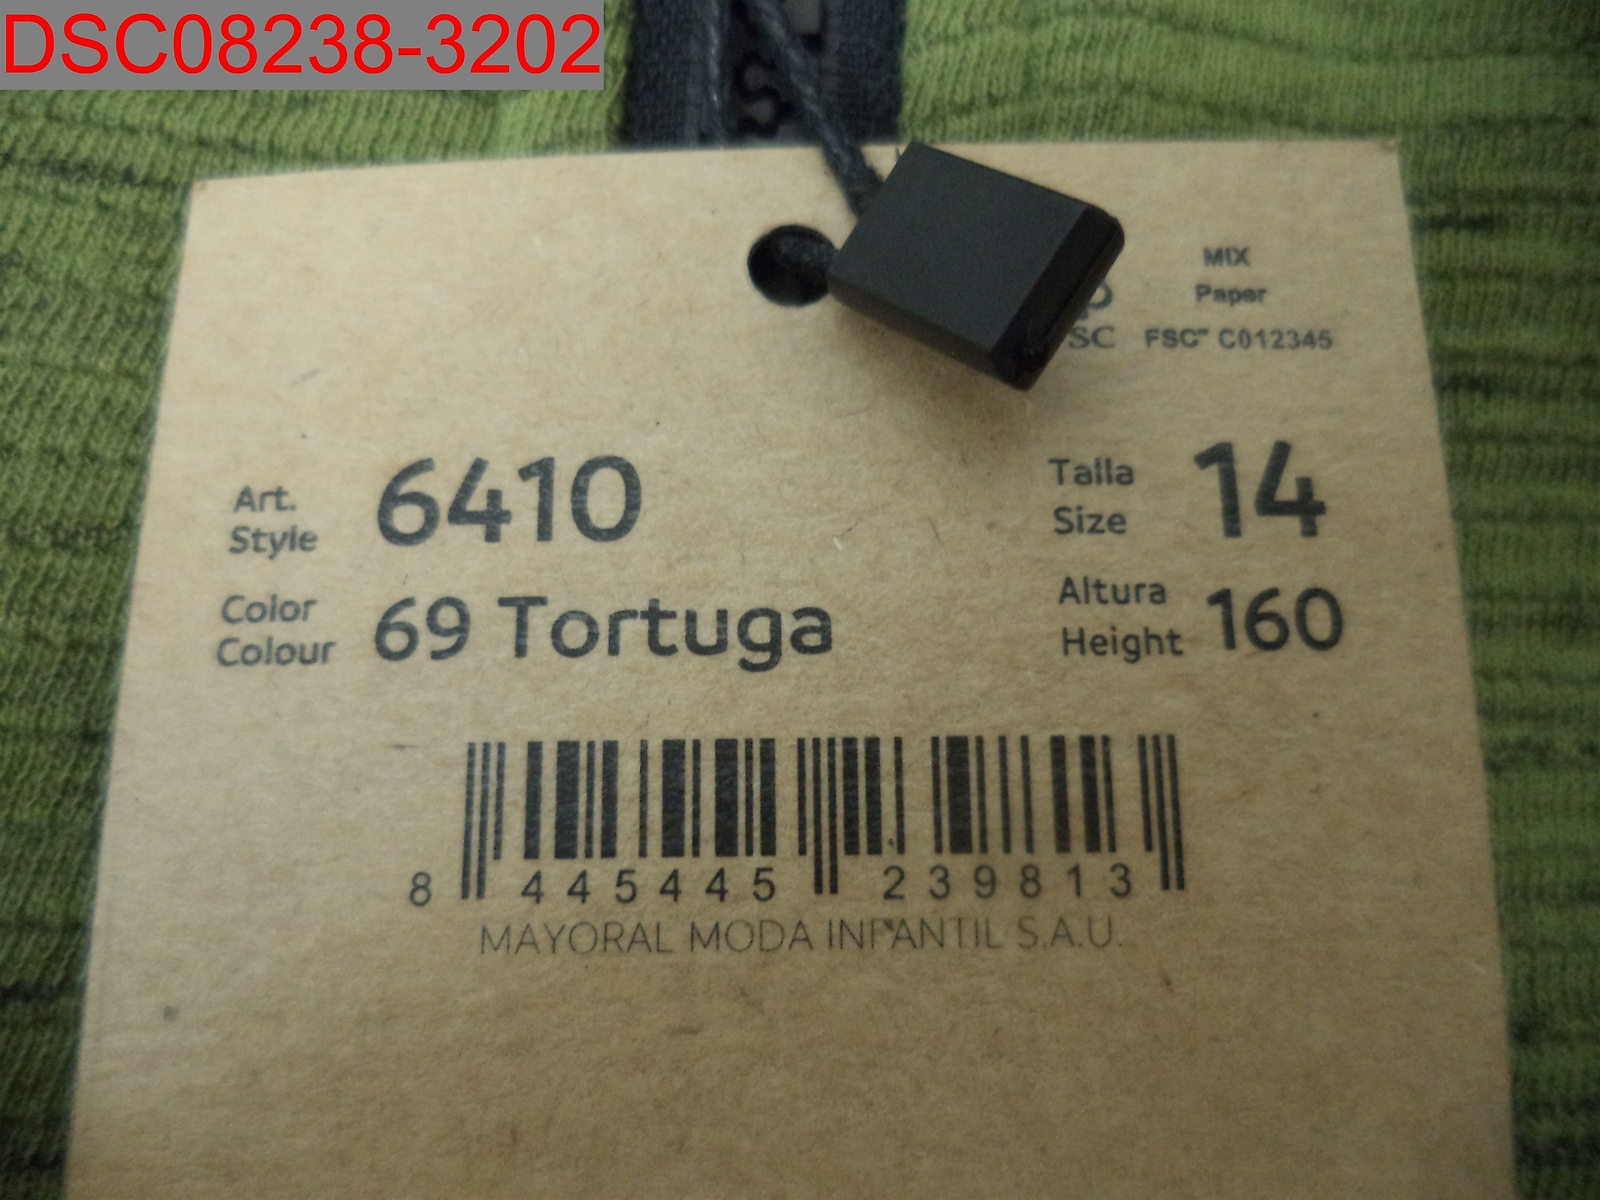 DSC08238-3202
MIX
Paper
SC FSC™ C012345
Art.
Style
6410
Talla
Size
14
Color
Colour
69 Tortuga
Altura
Height
160
8 445445 239813
MAYORAL MODA INFANTIL S.A.U.